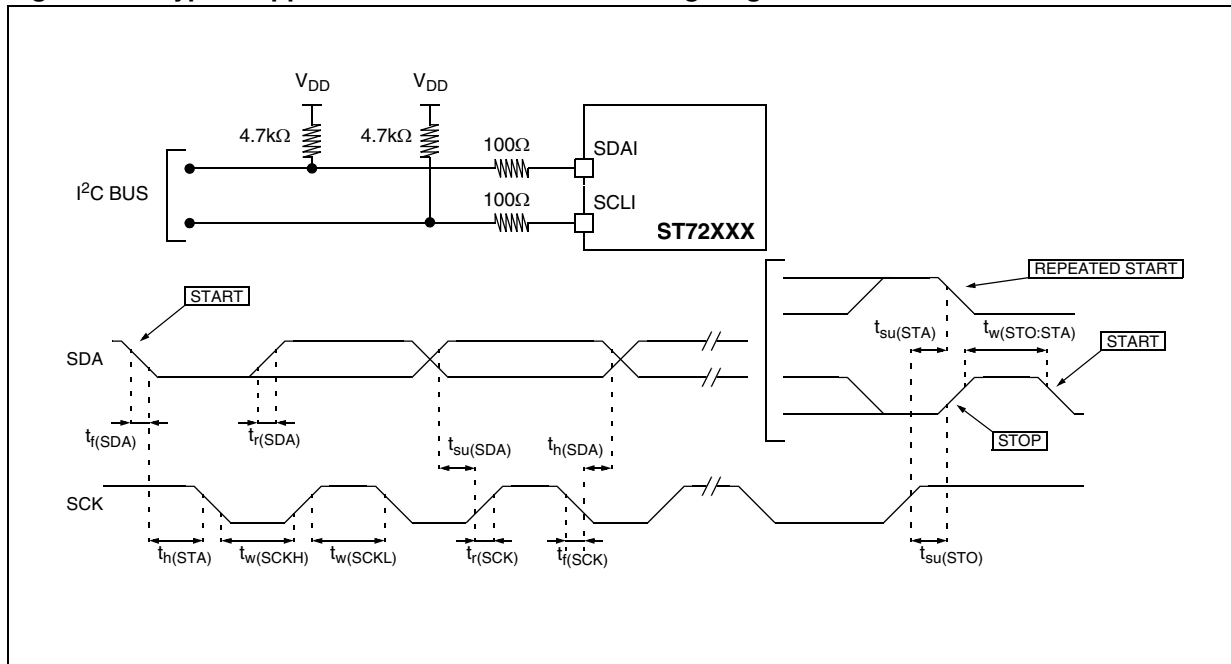 V_DD V_DD
4.7kΩ 4.7kΩ
100Ω
SDAI
I²C BUS
100Ω
SCLI
ST72XXX
REPEATED START
START
t_su(STA) t_w(STO:STA)
START
SDA
STOP
t_f(SDA) t_r(SDA) t_su(SDA) t_h(SDA)
SCK
t_h(STA) t_w(SCKH) t_w(SCKL) t_r(SCK) t_f(SCK) t_su(STO)